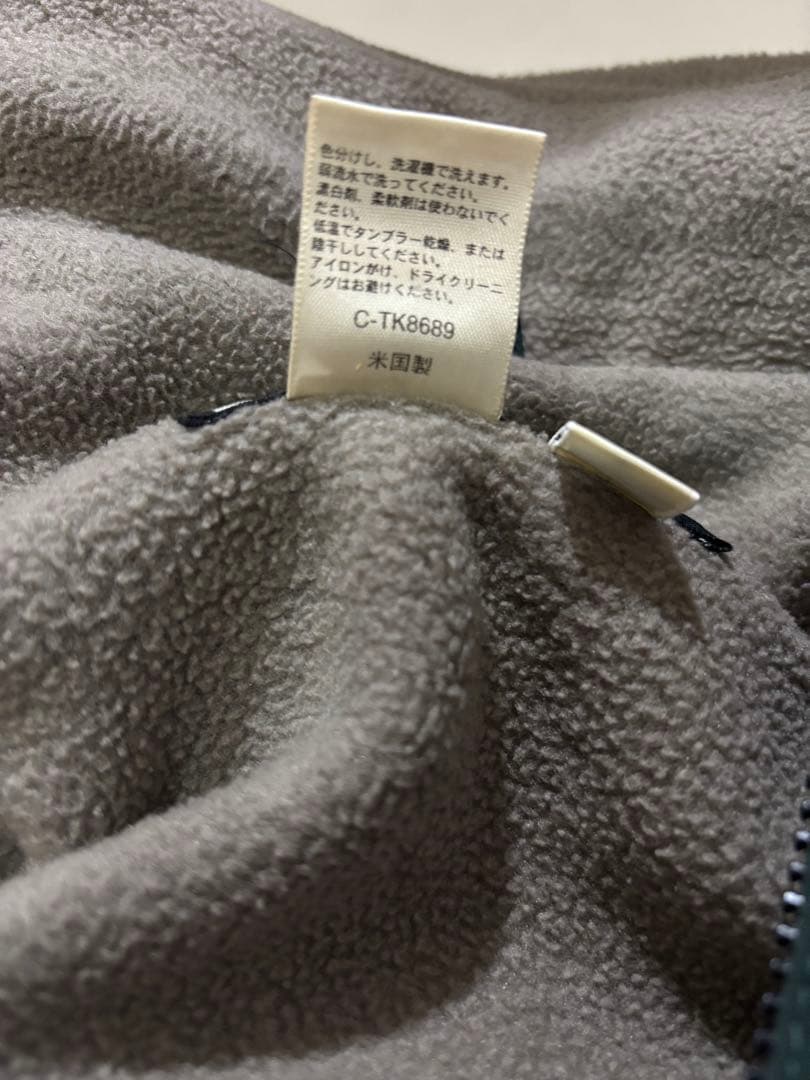 色分けし、洗濯機で洗えます。
弱流水で洗ってください。
漂白剤、柔軟剤は使わないでく
ださい。
低温でタンブラー乾燥、または
陰干ししてください。
アイロンがけ、ドライクリーニ
ングはお避けください。
C-TK8689
米国製